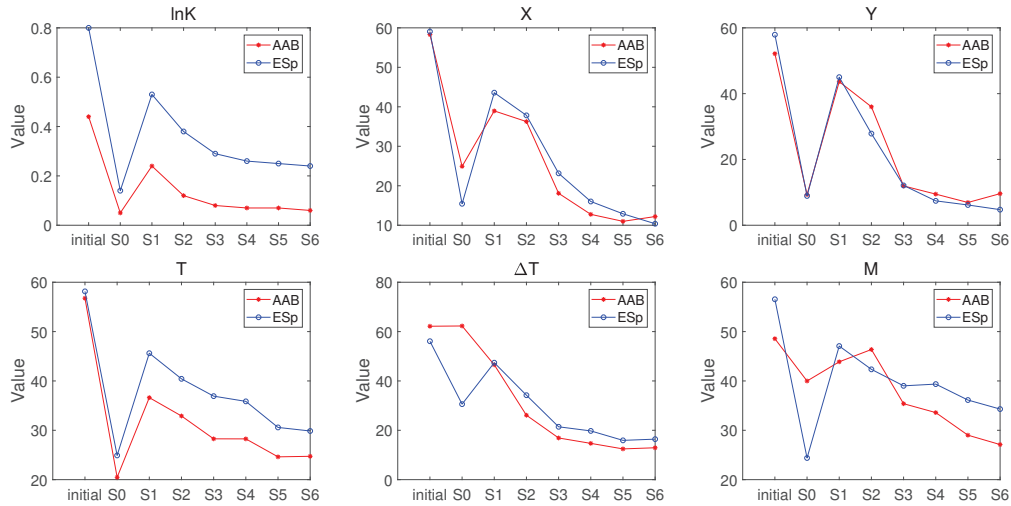 lnK
Value
0.8
0.6
0.4
0.2
0
initial S0 S1 S2 S3 S4 S5 S6
AAB
ESp
X
Value
60
50
40
30
20
10
initial S0 S1 S2 S3 S4 S5 S6
AAB
ESp
Y
Value
60
40
20
0
initial S0 S1 S2 S3 S4 S5 S6
AAB
ESp
T
Value
60
50
40
30
20
initial S0 S1 S2 S3 S4 S5 S6
AAB
ESp
ΔT
Value
80
60
40
20
0
initial S0 S1 S2 S3 S4 S5 S6
AAB
ESp
M
Value
60
50
40
30
20
initial S0 S1 S2 S3 S4 S5 S6
AAB
ESp